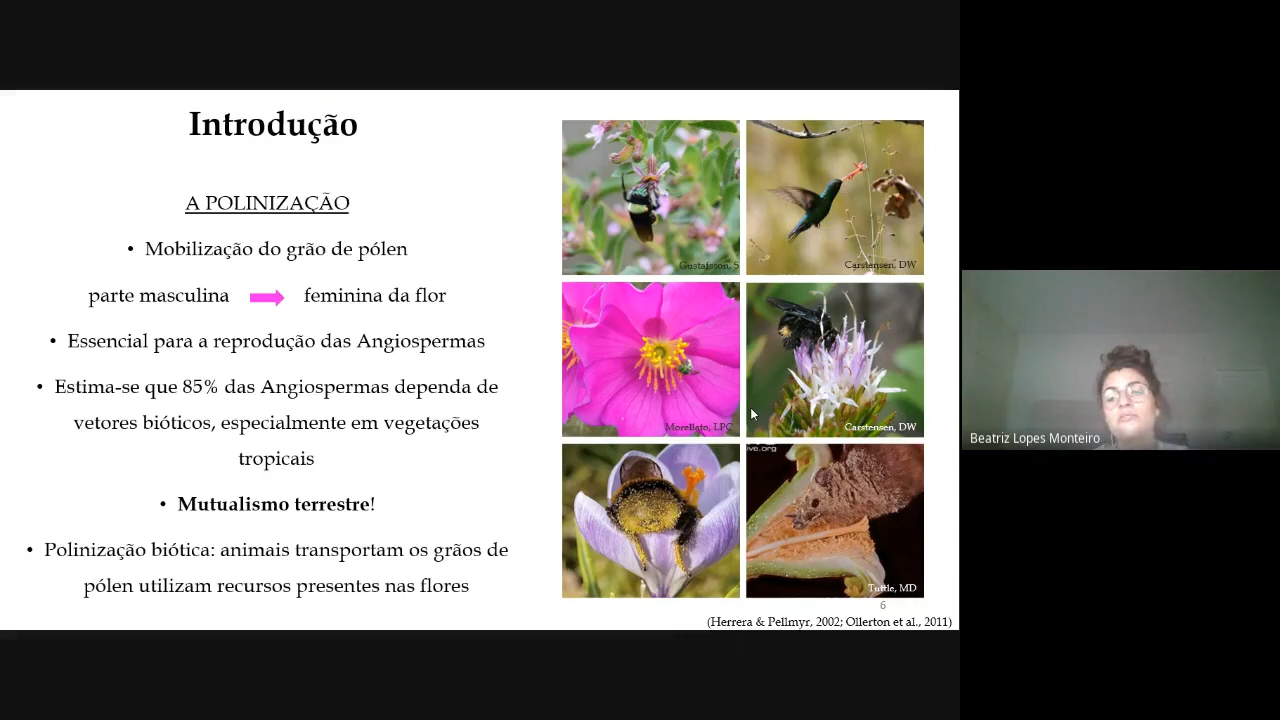 Introdução
A POLINIZAÇÃO
• Mobilização do grão de pólen
parte masculina feminina da flor
• Essencial para a reprodução das Angiospermas
• Estima-se que 85% das Angiospermas dependa de
vetores bióticos, especialmente em vegetações
tropicais
• Mutualismo terrestre!
• Polinização biótica: animais transportam os grãos de
pólen utilizam recursos presentes nas flores
Gustafsson, S
Carstensen, DW
Morellato, LPC
Carstensen, DW
ive.org
Tuttle, MD
6
(Herrera & Pellmyr, 2002; Ollerton et al., 2011)
Beatriz Lopes Monteiro